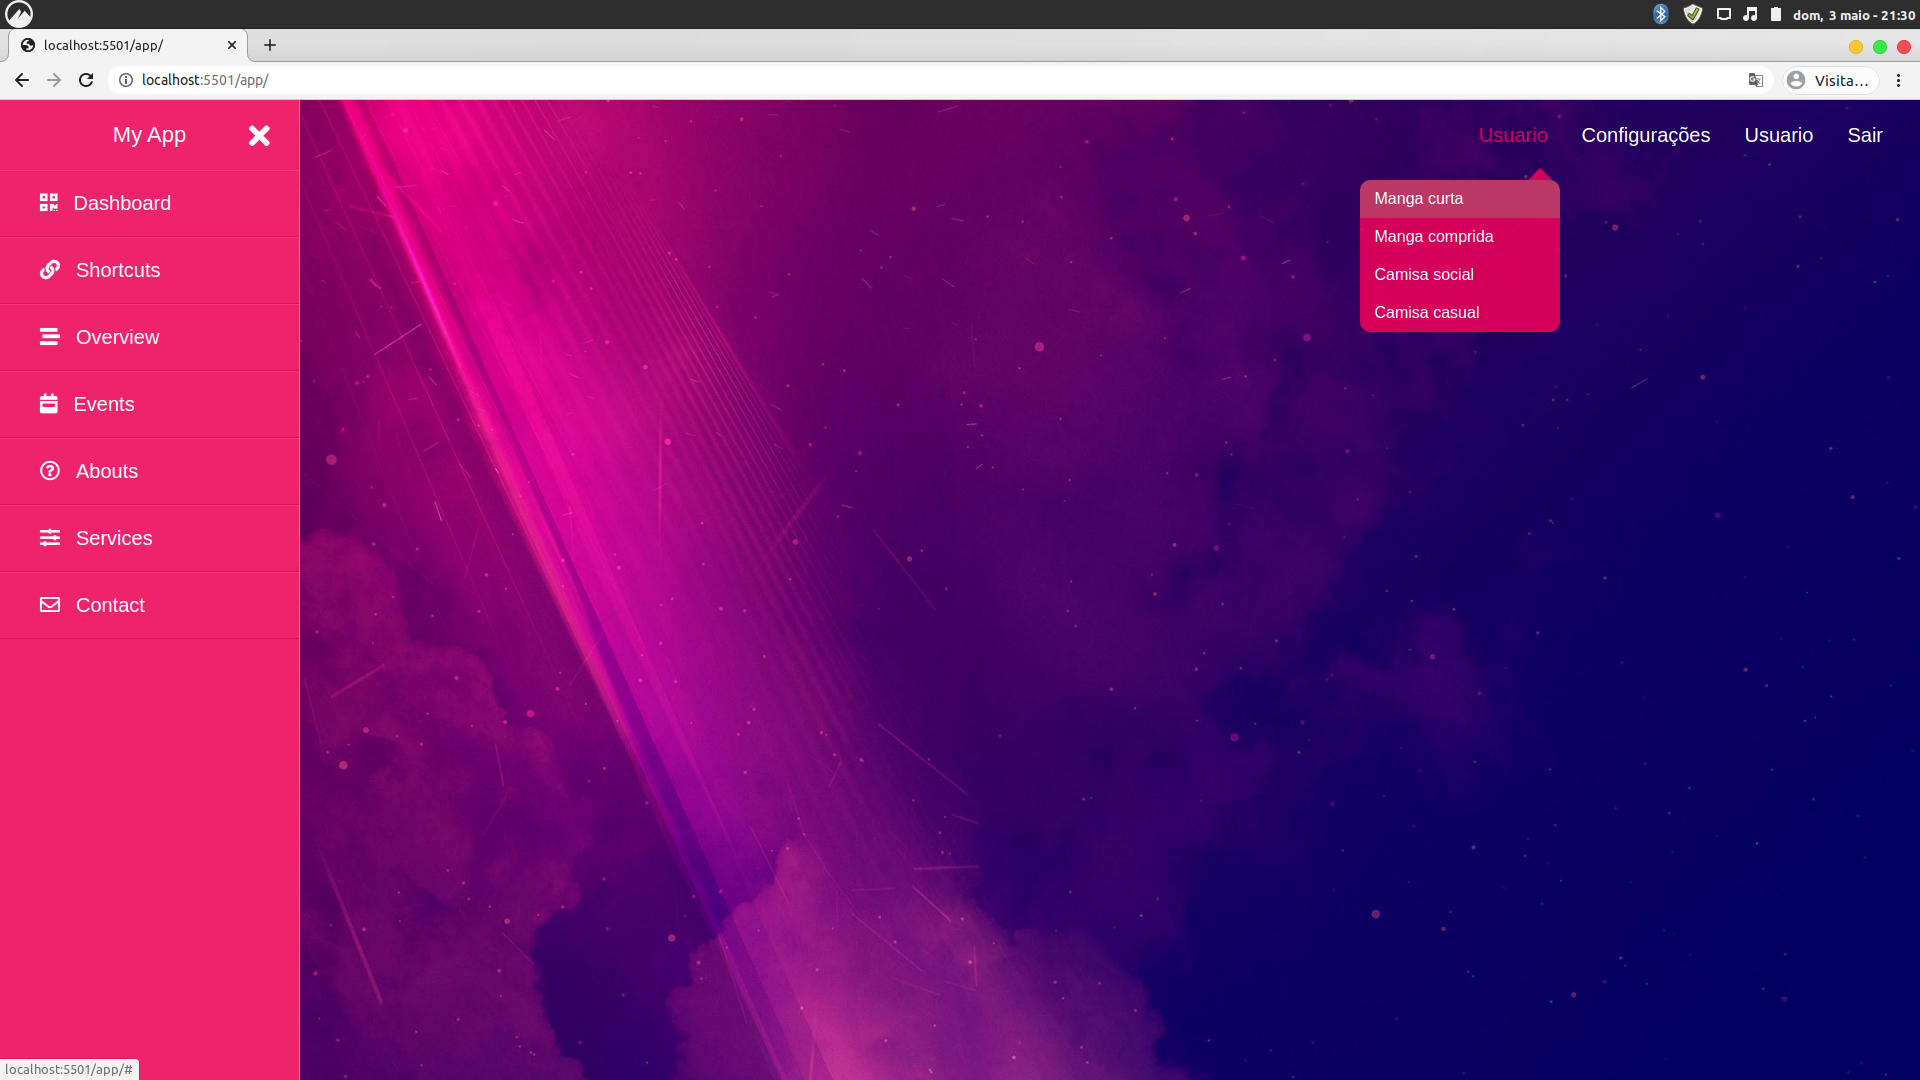 dom, 3 maio - 21:30
localhost:5501/app/
localhost:5501/app/
Visita...
My App
Usuario Configurações Usuario Sair
Dashboard
Shortcuts
Overview
Events
Abouts
Services
Contact
Manga curta
Manga comprida
Camisa social
Camisa casual
localhost:5501/app/#